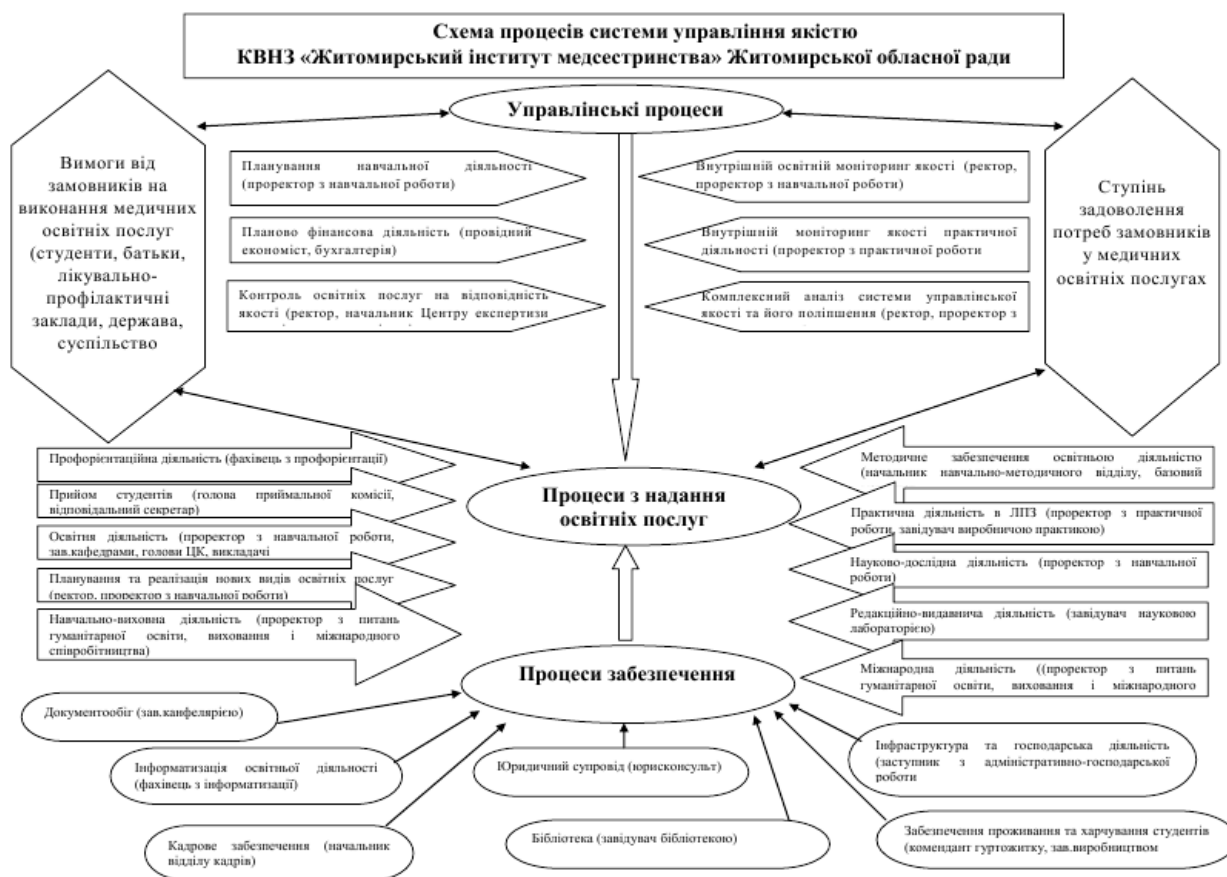 Схема процесів системи управління якістю
КВНЗ «Житомирський інститут медсестринства» Житомирської обласної ради
Управлінські процеси
Вимоги від
замовників на
виконання медичних
освітніх послуг
(студенти, батьки,
лікувально-
профілактичні
заклади, держава,
суспільство
Планування навчальної діяльності
(проректор з навчальної роботи)
Планово фінансова діяльність (провідний
економіст, бухгалтерія)
Контроль освітніх послуг на відповідність
якості (ректор, начальник Центру експертизи
Внутрішній освітній моніторинг якості (ректор,
проректор з навчальної роботи)
Внутрішній моніторинг якості практичної
діяльності (проректор з практичної роботи
Комплексний аналіз системи управлінської
якості та його поліпшення (ректор, проректор з
Ступінь
задоволення
потреб замовників
у медичних
освітніх послугах
Профорієнтаційна діяльність (фахівець з профорієнтації)
Прийом студентів (голова приймальної комісії,
відповідальний секретар)
Освітня діяльність (проректор з навчальної роботи,
зав.кафедрами, голови ЦК, викладачі
Планування та реалізація нових видів освітніх послуг
(ректор, проректор з навчальної роботи)
Навчально-виховна діяльність (проректор з питань
гуманітарної освіти, виховання і міжнародного
співробітництва)
Процеси з надання
освітніх послуг
Методичне забезпечення освітньою діяльністю
(начальник навчально-методичного відділу, базовий
Практична діяльність в ЛПЗ (проректор з практичної
роботи, завідувач виробничою практикою)
Науково-дослідна діяльність (проректор з навчальної
роботи)
Редакційно-видавнича діяльність (завідувач науковою
лабораторією)
Міжнародна діяльність ((проректор з питань
гуманітарної освіти, виховання і міжнародного
Процеси забезпечення
Документообіг (зав.канфелярією)
Інформатизація освітньої діяльності
(фахівець з інформатизації)
Кадрове забезпечення (начальник
відділу кадрів)
Юридичний супровід (юрисконсульт)
Бібліотека (завідувач бібліотекою)
Інфраструктура та господарська діяльність
(заступник з адміністративно-господарської
роботи
Забезпечення проживання та харчування студентів
(комендант гуртожитку, зав.виробництвом